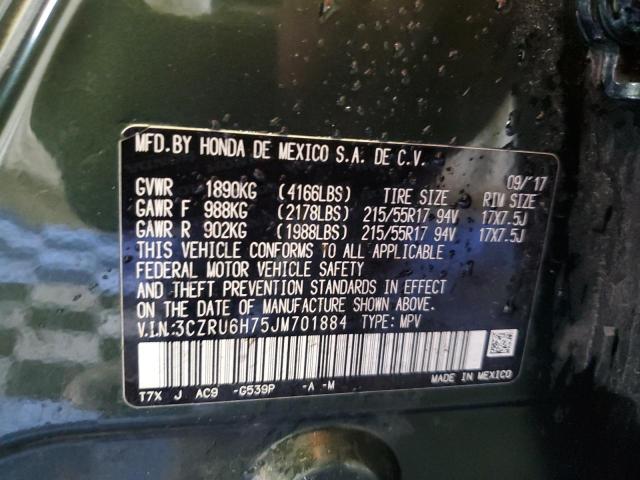 MFD.BY HONDA DE MEXICO S.A. DE C.V.
09/'17
GVWR 1890KG (4166LBS) TIRE SIZE RIM SIZE
GAWR F 988KG (2178LBS) 215/55R17 94V 17X7.5J
GAWR R 902KG (1988LBS) 215/55R17 94V 17X7.5J
THIS VEHICLE CONFORMS TO ALL APPLICABLE
FEDERAL MOTOR VEHICLE SAFETY
AND THEFT PREVENTION STANDARDS IN EFFECT
ON THE DATE OF MANUFACTURE SHOWN ABOVE.
V.I.N.:3CZRU6H75JM701884 TYPE: MPV
T7X J AC9 -G539P -A -M MADE IN MEXICO